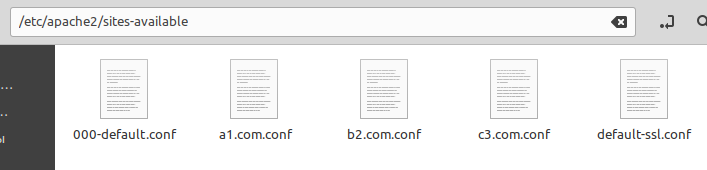 /etc/apache2/sites-available
000-default.conf
a1.com.conf
b2.com.conf
c3.com.conf
default-ssl.conf